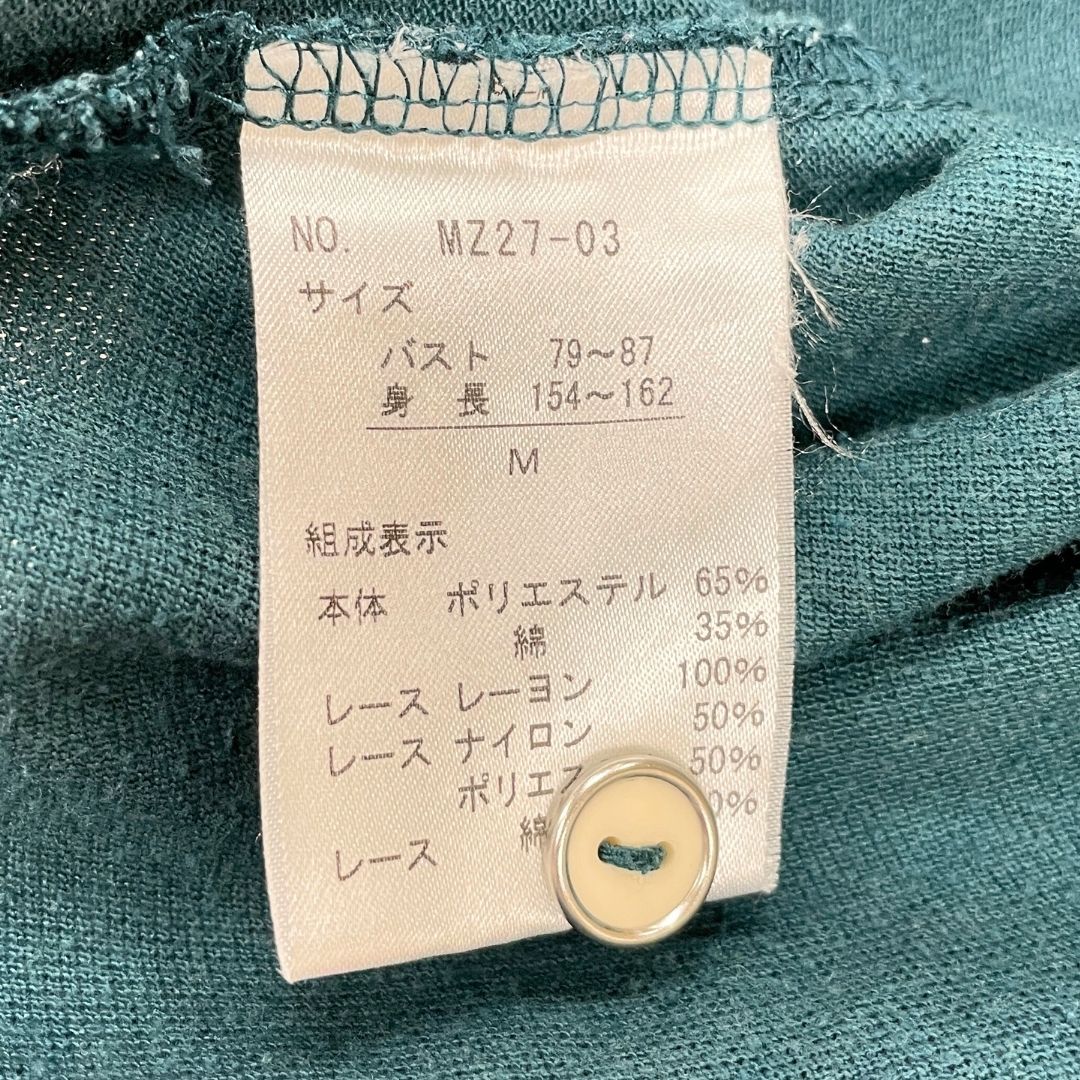 NO. MZ27-03
サイズ
バスト 79～87
身 長 154～162
M
組成表示
本体 ポリエステル 65%
綿 35%
レース レーヨン 100%
レース ナイロン 50%
50%
レース 綿